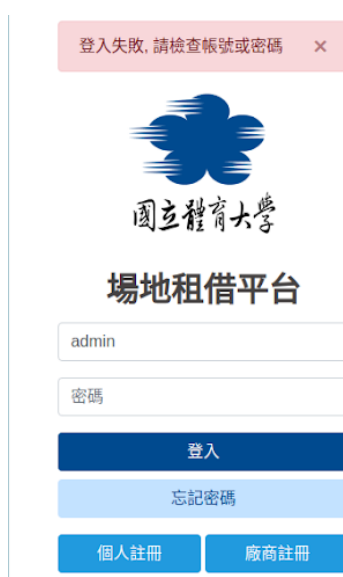 登入失敗, 請檢查帳號或密碼 ×
國立體育大學
場地租借平台
admin
密碼
登入
忘記密碼
個人註冊 廠商註冊